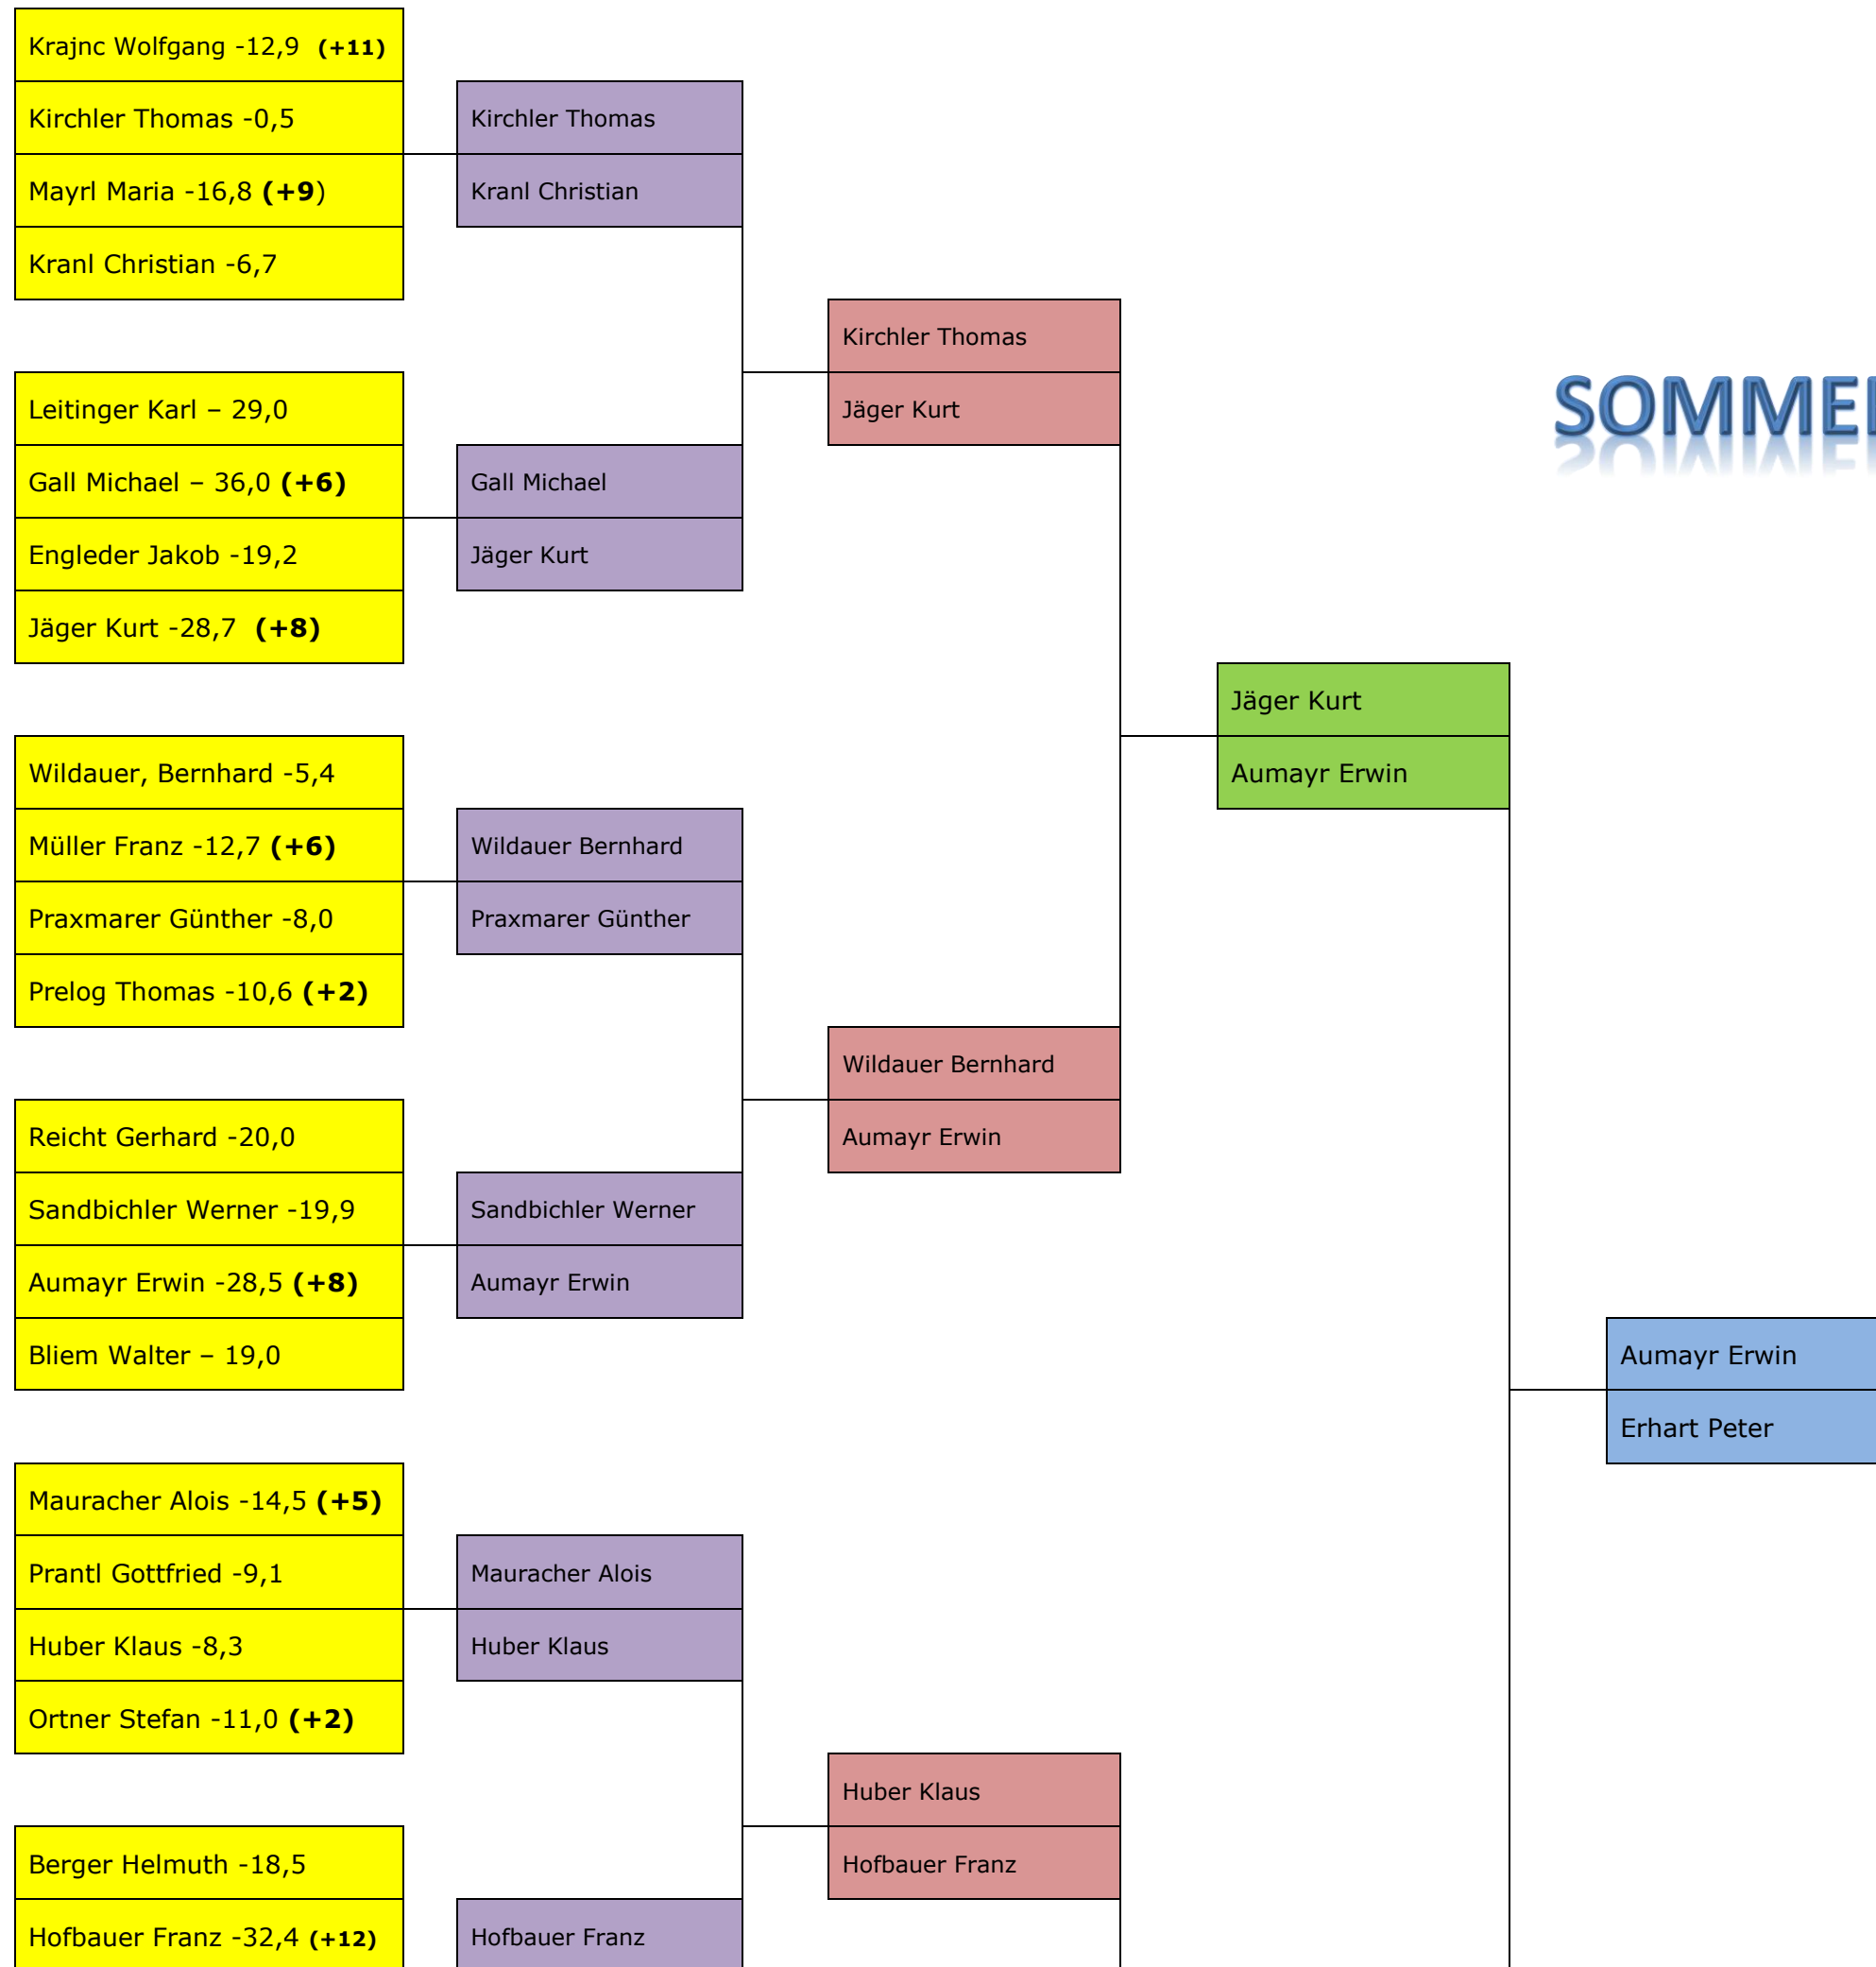 Krajnc Wolfgang -12,9 (+11)
Kirchler Thomas -0,5
Mayrl Maria -16,8 (+9)
Kranl Christian -6,7
Leitinger Karl – 29,0
Gall Michael – 36,0 (+6)
Engleder Jakob -19,2
Jäger Kurt -28,7 (+8)
Wildauer, Bernhard -5,4
Müller Franz -12,7 (+6)
Praxmarer Günther -8,0
Prelog Thomas -10,6 (+2)
Reicht Gerhard -20,0
Sandbichler Werner -19,9
Aumayr Erwin -28,5 (+8)
Bliem Walter – 19,0
Mauracher Alois -14,5 (+5)
Prantl Gottfried -9,1
Huber Klaus -8,3
Ortner Stefan -11,0 (+2)
Berger Helmuth -18,5
Hofbauer Franz -32,4 (+12)
Kirchler Thomas
Kranl Christian
Gall Michael
Jäger Kurt
Wildauer Bernhard
Praxmarer Günther
Sandbichler Werner
Aumayr Erwin
Mauracher Alois
Huber Klaus
Hofbauer Franz
Kirchler Thomas
Jäger Kurt
Wildauer Bernhard
Aumayr Erwin
Huber Klaus
Hofbauer Franz
Jäger Kurt
Aumayr Erwin
Aumayr Erwin
Erhart Peter
SOMME